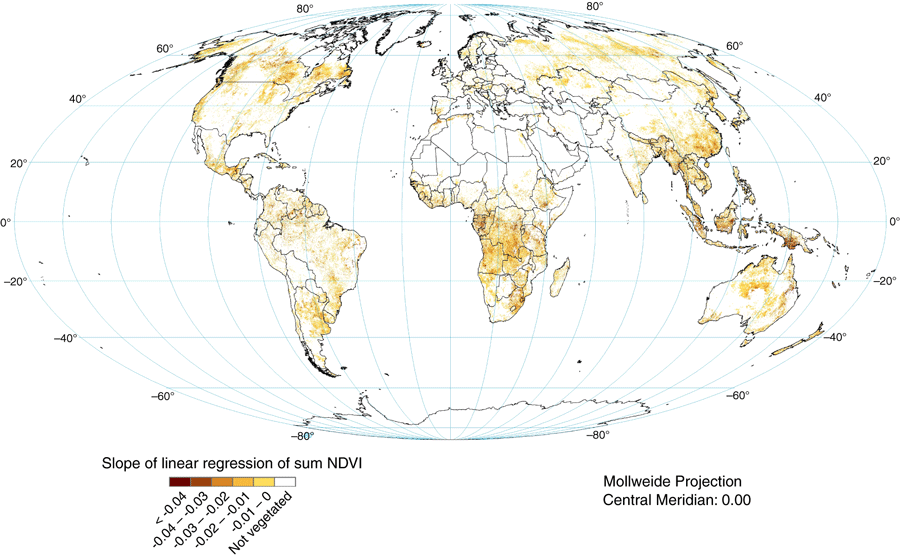 80°
80°
60°
60°
40°
40°
20°
20°
0°
0°
–20°
–20°
–40°
–40°
–60°
–60°
–80°
–80°
Slope of linear regression of sum NDVI
< -0.04
-0.04 – -0.03
-0.03 – -0.02
-0.02 – -0.01
-0.01 – 0
Not vegetated
Mollweide Projection
Central Meridian: 0.00